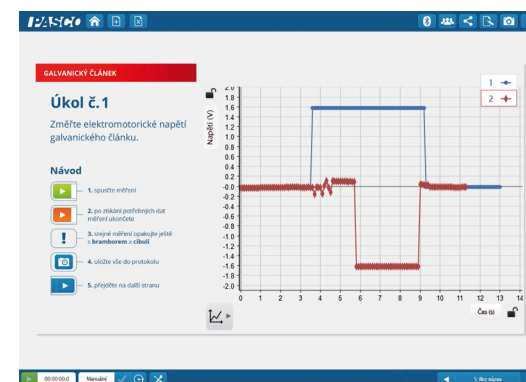 PASCO
GALVANICKÝ ČLÁNEK
Úkol č.1
Změřte elektromotorické napětí
galvanického článku.
Návod
1. spusťte měření
2. po získání potřebných dat
měření ukončete
3. stejné měření opakujte ještě
s bramborem a cibulí
4. uložte vše do protokolu
5. přejděte na další stranu
1
2
Napětí (V)
2.0
1.8
1.6
1.4
1.2
1.0
0.8
0.6
0.4
0.2
-0.0
-0.2
-0.4
-0.6
-0.8
-1.0
-1.2
-1.4
-1.6
-1.8
-2.0
0 1 2 3 4 5 6 7 8 9 10 11 12 13 14
Čas (s)
00:00:00,0 Manuální